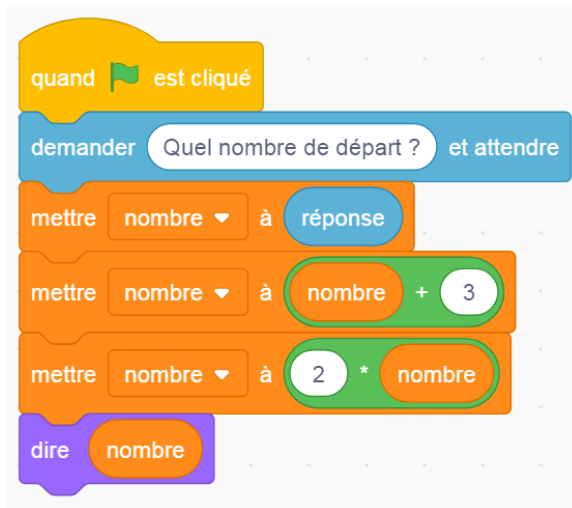 quand est cliqué
demander Quel nombre de départ ? et attendre
mettre nombre à réponse
mettre nombre à nombre + 3
mettre nombre à 2 * nombre
dire nombre